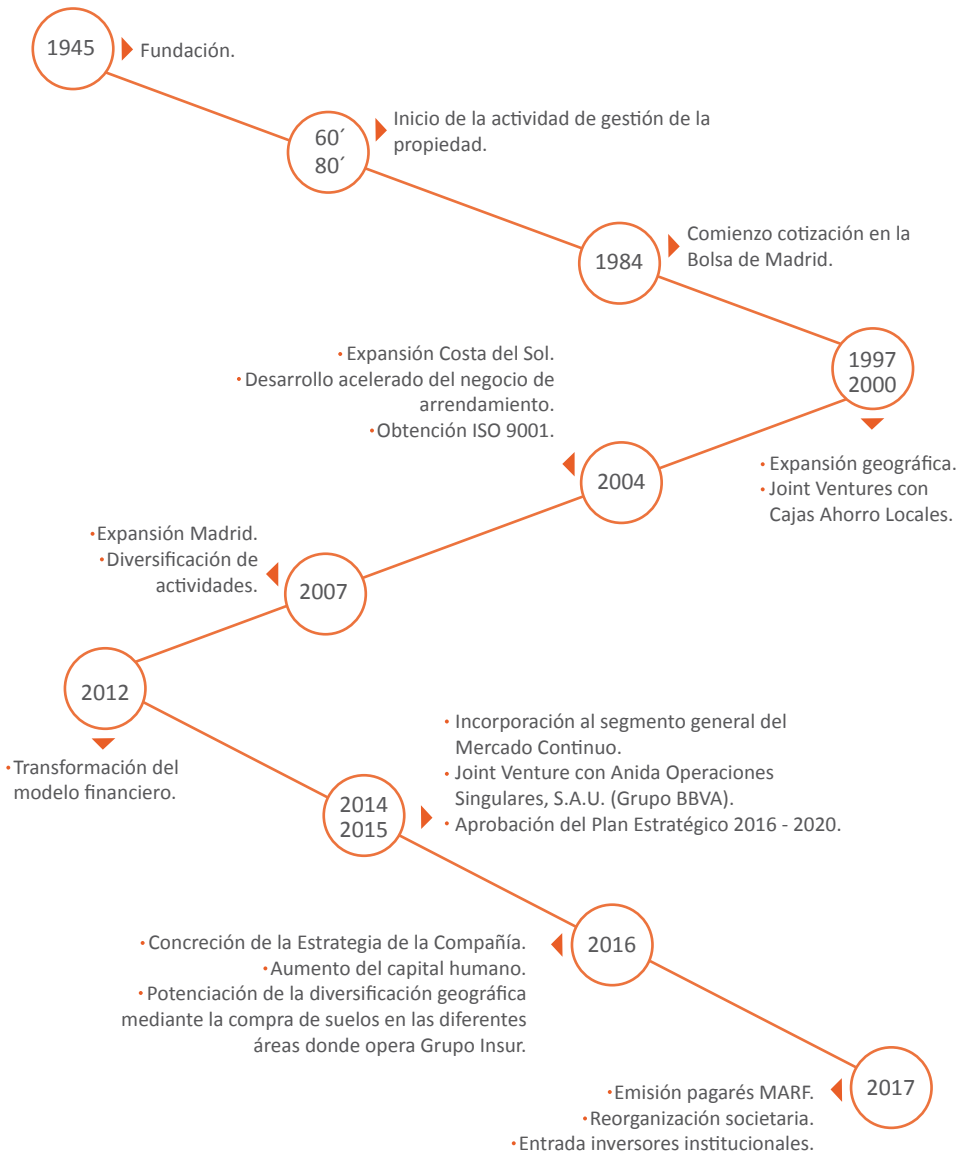 1945
Fundación.
60´
80´
Inicio de la actividad de gestión de la
propiedad.
1984
Comienzo cotización en la
Bolsa de Madrid.
1997
2000
• Expansión geográfica.
• Joint Ventures con
Cajas Ahorro Locales.
• Expansión Costa del Sol.
• Desarrollo acelerado del negocio de
arrendamiento.
• Obtención ISO 9001.
2004
• Expansión Madrid.
• Diversificación de
actividades.
2007
2012
• Transformación del
modelo financiero.
2014
2015
• Incorporación al segmento general del
Mercado Continuo.
• Joint Venture con Anida Operaciones
Singulares, S.A.U. (Grupo BBVA).
• Aprobación del Plan Estratégico 2016 - 2020.
• Concreción de la Estrategia de la Compañía.
• Aumento del capital humano.
• Potenciación de la diversificación geográfica
mediante la compra de suelos en las diferentes
áreas donde opera Grupo Insur.
2016
• Emisión pagarés MARF.
• Reorganización societaria.
• Entrada inversores institucionales.
2017